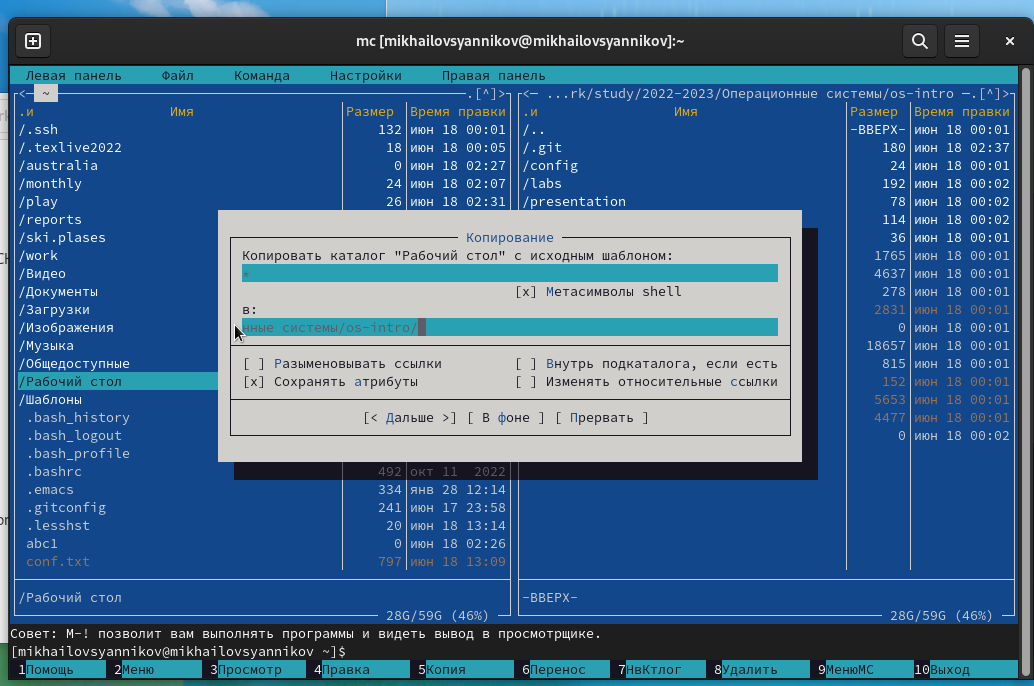 mc [mikhailovsyannikov@mikhailovsyannikov]:~
Левая панель Файл Команда Настройки Правая панель
<─ ~ .[^]> <─ ...rk/study/2022-2023/Операционные системы/os-intro ─.[^]>
.и Имя Размер Время правки .и Имя Размер Время правки
/.ssh 132 июн 18 00:01 /.. -ВВЕРХ- июн 18 00:01
/.texlive2022 18 июн 18 00:05 /.git 180 июн 18 02:37
/australia 0 июн 18 02:27 /config 24 июн 18 00:01
/monthly 24 июн 18 02:07 /labs 192 июн 18 00:02
/play 26 июн 18 02:31 /presentation 78 июн 18 00:02
/reports 114 июн 18 00:02
/ski.plases 36 июн 18 00:01
/work 1765 июн 18 00:01
/Видео 4637 июн 18 00:01
/Документы 278 июн 18 00:01
/Загрузки 2831 июн 18 00:01
/Изображения 0 июн 18 00:01
/Музыка 18657 июн 18 00:01
/Общедоступные 815 июн 18 00:01
/Рабочий стол 152 июн 18 00:01
/Шаблоны 5653 июн 18 00:01
.bash_history 4477 июн 18 00:01
.bash_logout 0 июн 18 00:02
.bash_profile
.bashrc 492 окт 11 2022
.emacs 334 янв 28 12:14
.gitconfig 241 июн 17 23:58
.lesshst 20 июн 18 13:14
abc1 0 июн 18 02:26
conf.txt 797 июн 18 13:09
Копирование
Копировать каталог "Рабочий стол" с исходным шаблоном:
*
[x] Метасимволы shell
в:
нные системы/os-intro/
[ ] Разыменовывать ссылки [ ] Внутрь подкаталога, если есть
[x] Сохранять атрибуты [ ] Изменять относительные ссылки
[< Дальше >] [ В фоне ] [ Прервать ]
/Рабочий стол -ВВЕРХ-
28G/59G (46%) 28G/59G (46%)
Совет: M-! позволит вам выполнять программы и видеть вывод в просмотрщике.
[mikhailovsyannikov@mikhailovsyannikov ~]$
1Помощь 2Меню 3Просмотр 4Правка 5Копия 6Перенос 7НвКтлог 8Удалить 9МенюМС 10Выход